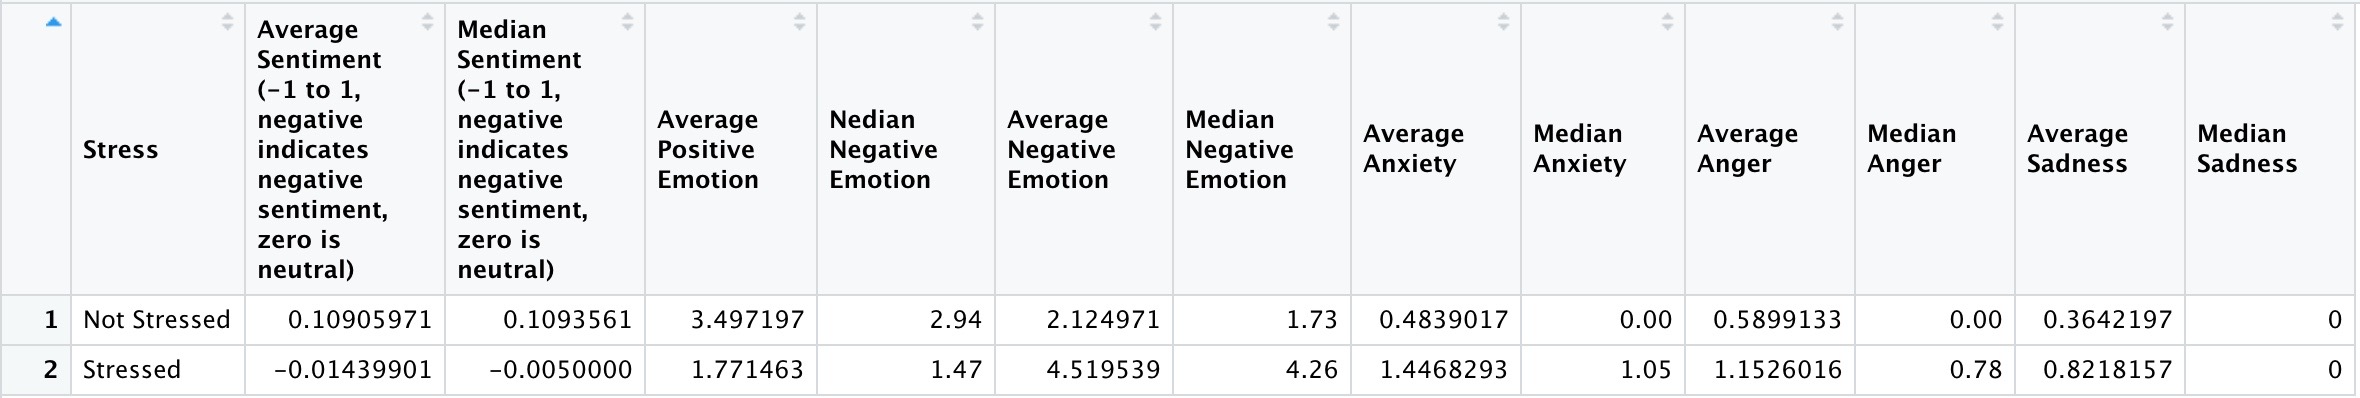 Stress
Average
Sentiment
(-1 to 1,
negative
indicates
negative
sentiment,
zero is
neutral)
Median
Sentiment
(-1 to 1,
negative
indicates
negative
sentiment,
zero is
neutral)
Average
Positive
Emotion
Nedian
Negative
Emotion
Average
Negative
Emotion
Median
Negative
Emotion
Average
Anxiety
Median
Anxiety
Average
Anger
Median
Anger
Average
Sadness
Median
Sadness
1 Not Stressed 0.10905971 0.1093561 3.497197 2.94 2.124971 1.73 0.4839017 0.00 0.5899133 0.00 0.3642197 0
2 Stressed -0.01439901 -0.0050000 1.771463 1.47 4.519539 4.26 1.4468293 1.05 1.1526016 0.78 0.8218157 0